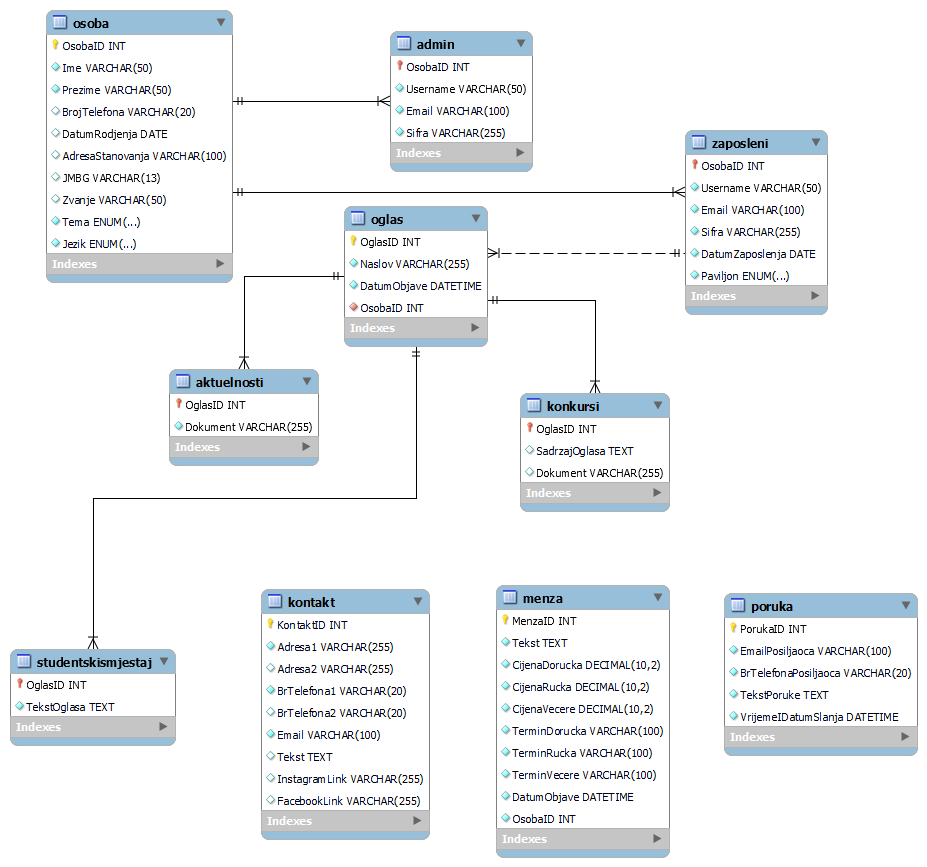 osoba
OsobaID INT
Ime VARCHAR(50)
Prezime VARCHAR(50)
BrojTelefona VARCHAR(20)
DatumRodjenja DATE
AdresaStanovanja VARCHAR(100)
JMBG VARCHAR(13)
Zvanje VARCHAR(50)
Tema ENUM(...)
Jezik ENUM(...)
Indexes
admin
OsobaID INT
Username VARCHAR(50)
Email VARCHAR(100)
Sifra VARCHAR(255)
Indexes
zaposleni
OsobaID INT
Username VARCHAR(50)
Email VARCHAR(100)
Sifra VARCHAR(255)
DatumZaposlenja DATE
Paviljon ENUM(...)
Indexes
oglas
OglasID INT
Naslov VARCHAR(255)
DatumObjave DATETIME
OsobaID INT
Indexes
aktuelnosti
OglasID INT
Dokument VARCHAR(255)
Indexes
konkursi
OglasID INT
SadrzajOglasa TEXT
Dokument VARCHAR(255)
Indexes
studentskismjestaj
OglasID INT
TekstOglasa TEXT
Indexes
kontakt
KontaktID INT
Adresa1 VARCHAR(255)
Adresa2 VARCHAR(255)
BrTelefona1 VARCHAR(20)
BrTelefona2 VARCHAR(20)
Email VARCHAR(100)
Tekst TEXT
InstagramLink VARCHAR(255)
FacebookLink VARCHAR(255)
Indexes
menza
MenzaID INT
Tekst TEXT
CijenaDorucka DECIMAL(10,2)
CijenaRucka DECIMAL(10,2)
CijenaVecere DECIMAL(10,2)
TerminDorucka VARCHAR(100)
TerminRucka VARCHAR(100)
TerminVecere VARCHAR(100)
DatumObjave DATETIME
OsobaID INT
Indexes
poruka
PorukaID INT
EmailPosiljaoca VARCHAR(100)
BrTelefonaPosiljaoca VARCHAR(20)
TekstPoruke TEXT
VrijemeIDatumSlanja DATETIME
Indexes